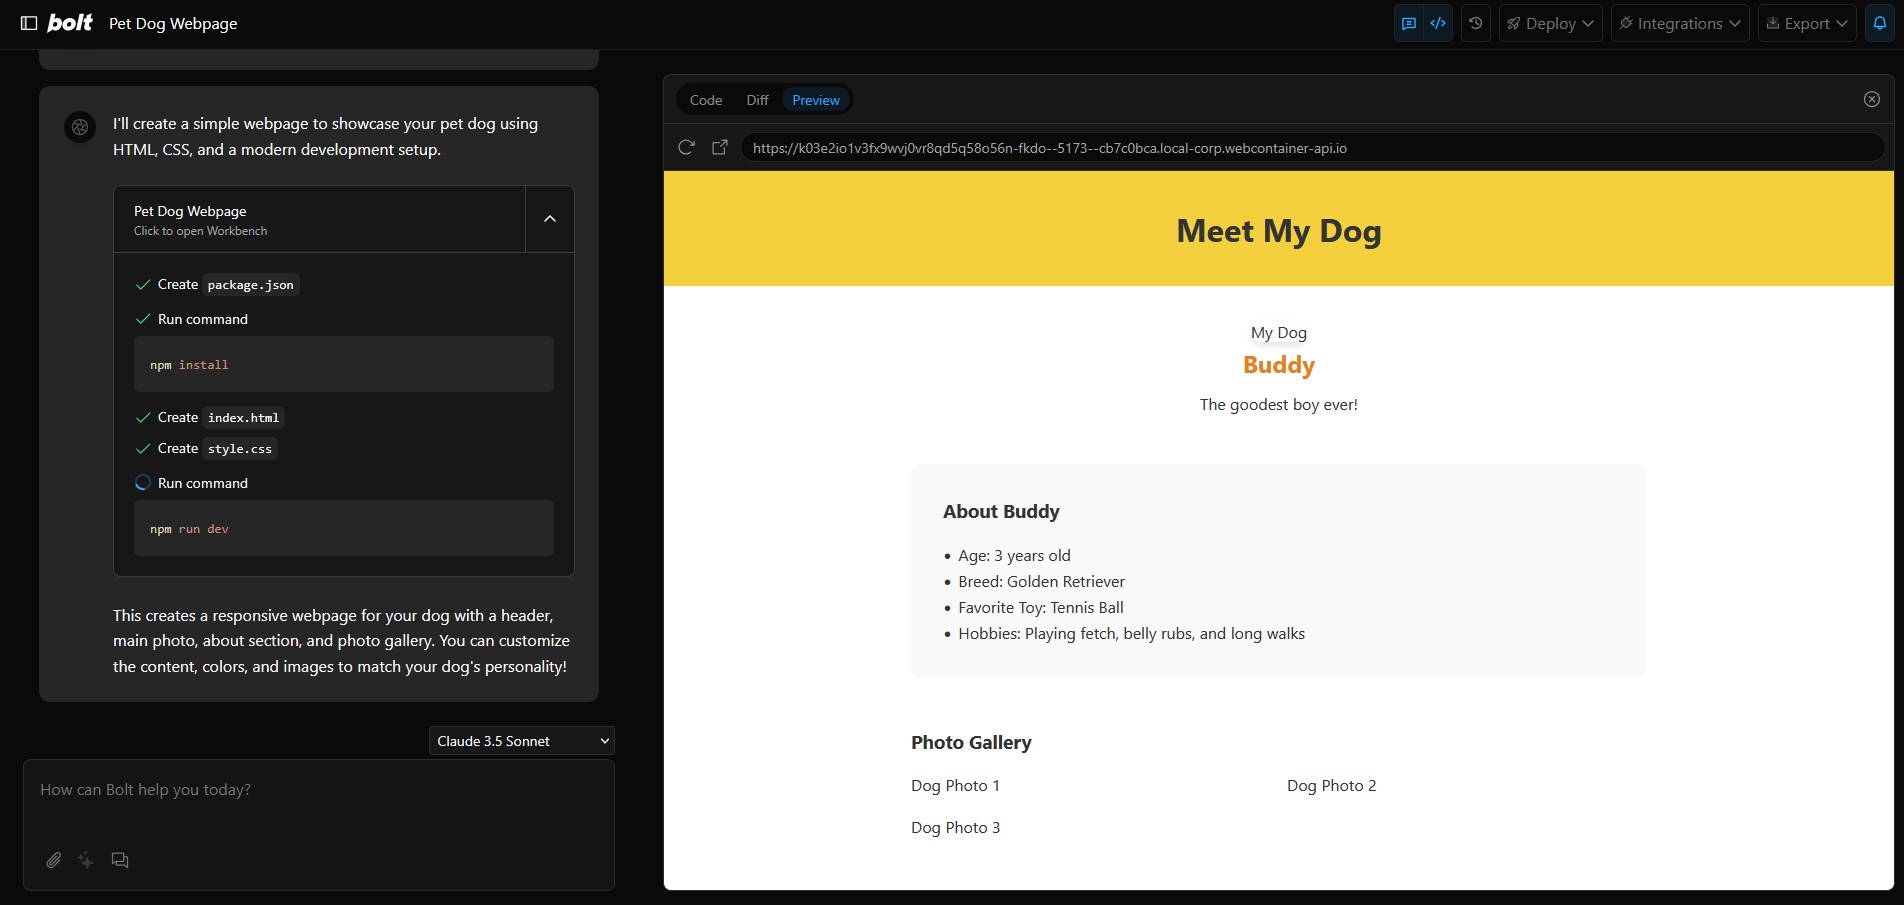 bolt
Pet Dog Webpage
Deploy
Integrations
Export
I'll create a simple webpage to showcase your pet dog using
HTML, CSS, and a modern development setup.
Pet Dog Webpage
Click to open Workbench
Create package.json
Run command
npm install
Create index.html
Create style.css
Run command
npm run dev
This creates a responsive webpage for your dog with a header,
main photo, about section, and photo gallery. You can customize
the content, colors, and images to match your dog's personality!
Claude 3.5 Sonnet
How can Bolt help you today?
Code Diff Preview
https://k03e2io1v3fx9wvj0vr8qd5q58o56n-fkdo--5173--cb7c0bca.local-corp.webcontainer-api.io
Meet My Dog
My Dog
Buddy
The goodest boy ever!
About Buddy
• Age: 3 years old
• Breed: Golden Retriever
• Favorite Toy: Tennis Ball
• Hobbies: Playing fetch, belly rubs, and long walks
Photo Gallery
Dog Photo 1 Dog Photo 2
Dog Photo 3